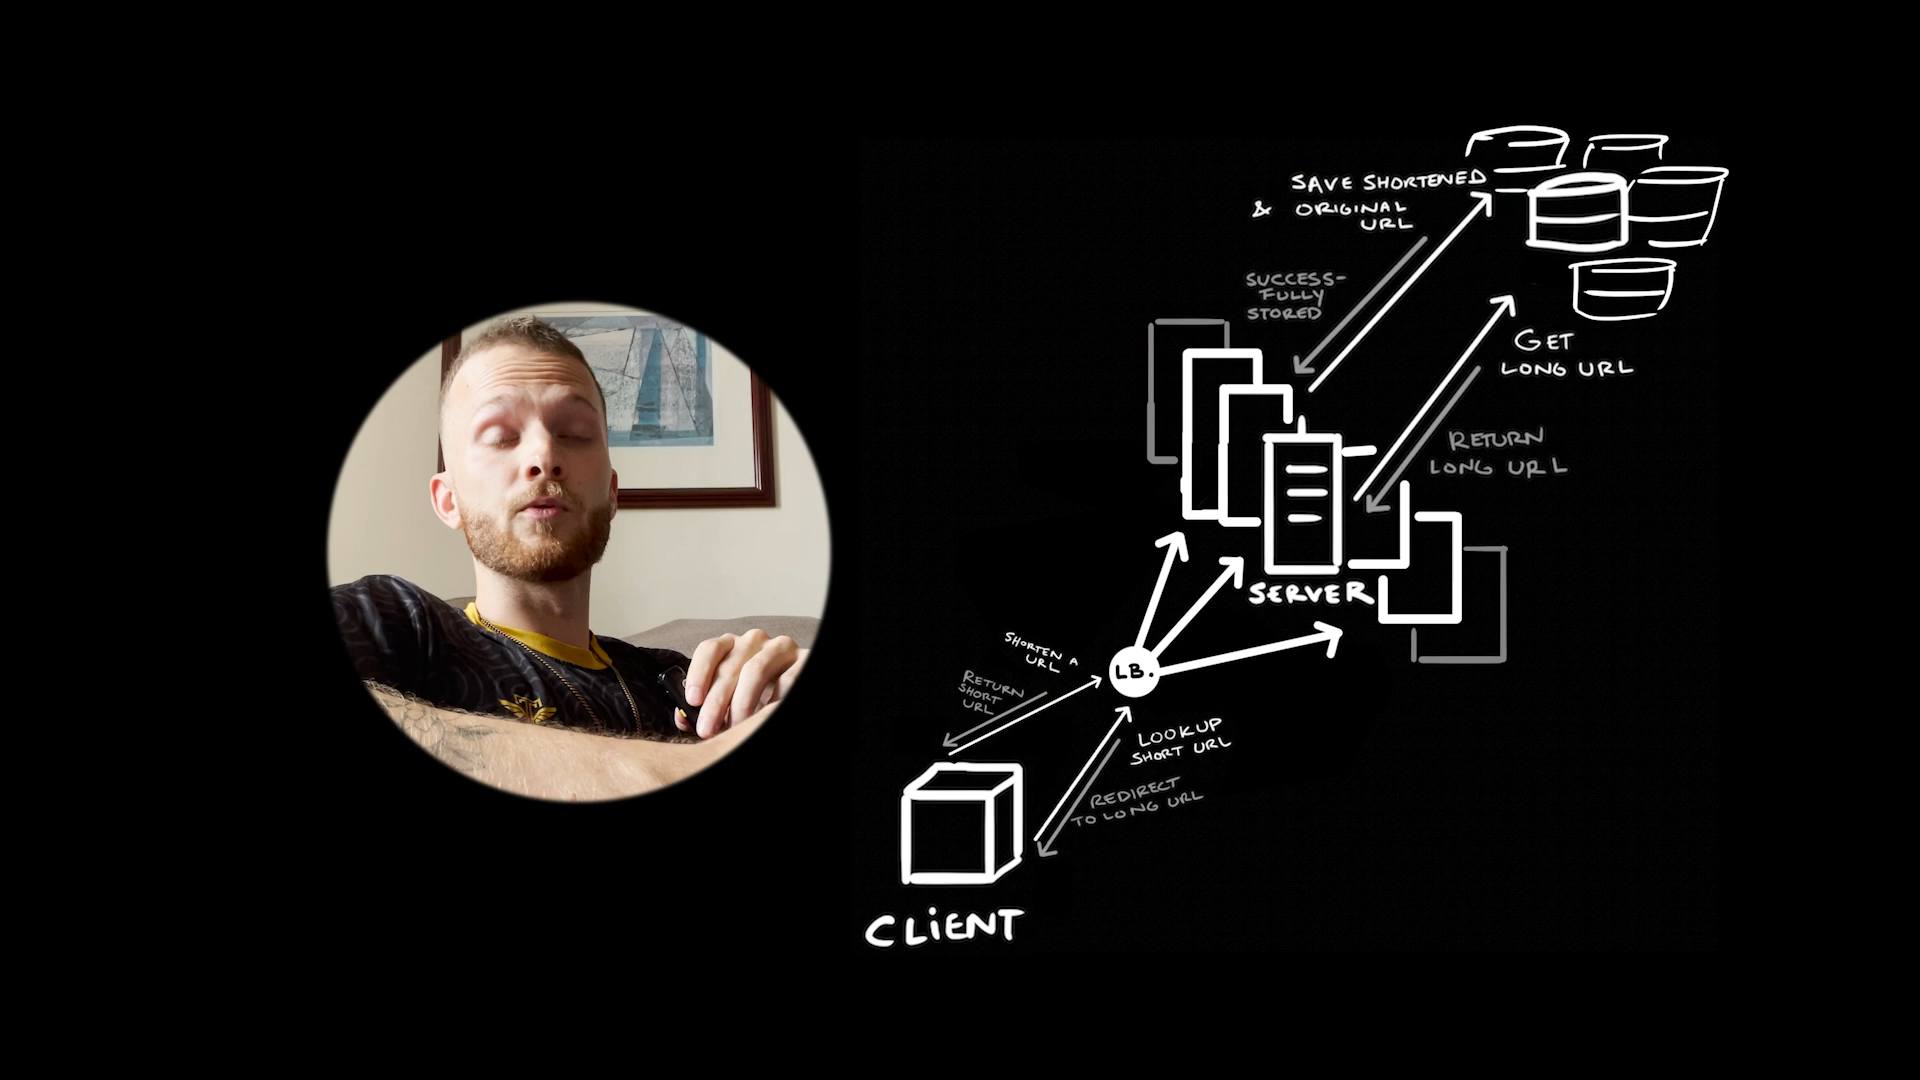 SAVE SHORTENED
& ORIGINAL
URL
SUCCESS-
FULLY
STORED
GET
LONG URL
RETURN
LONG URL
SERVER
SHORTEN A
URL
RETURN
SHORT
URL
LB.
LOOKUP
SHORT URL
REDIRECT
TO LONG URL
CLiENT